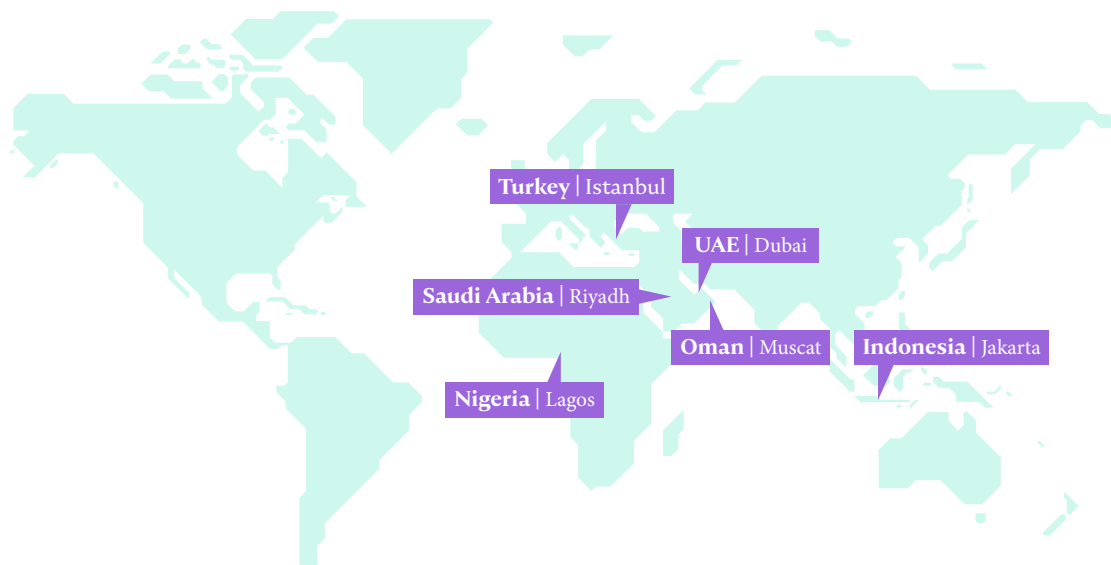 Turkey | Istanbul
UAE | Dubai
Saudi Arabia | Riyadh
Oman | Muscat
Indonesia | Jakarta
Nigeria | Lagos